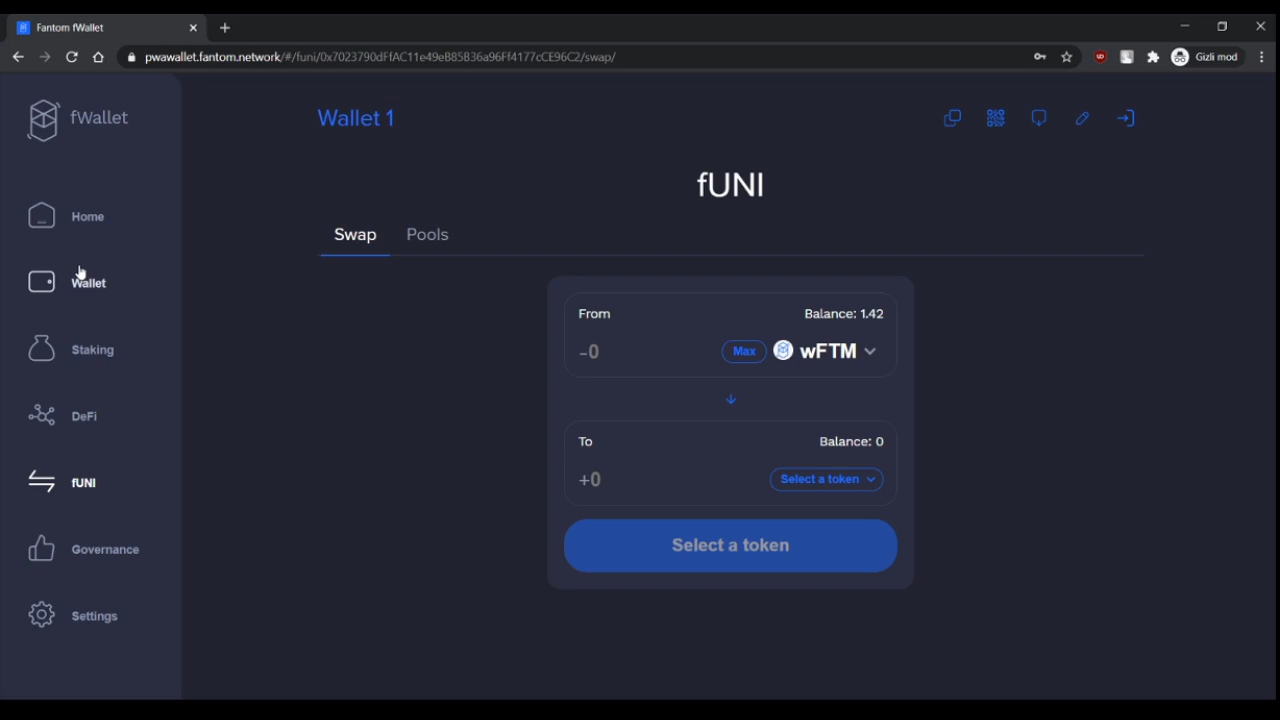 Fantom fWallet
pwawallet.fantom.network/#/funi/0x7023790dFfAC11e49eB85B36a96Ff4177cCE96C2/swap/
Gizli mod
fWallet
Home
Wallet
Staking
DeFi
fUNI
Governance
Settings
Wallet 1
fUNI
Swap Pools
From Balance: 1.42
-0 Max wFTM
To Balance: 0
+0 Select a token
Select a token